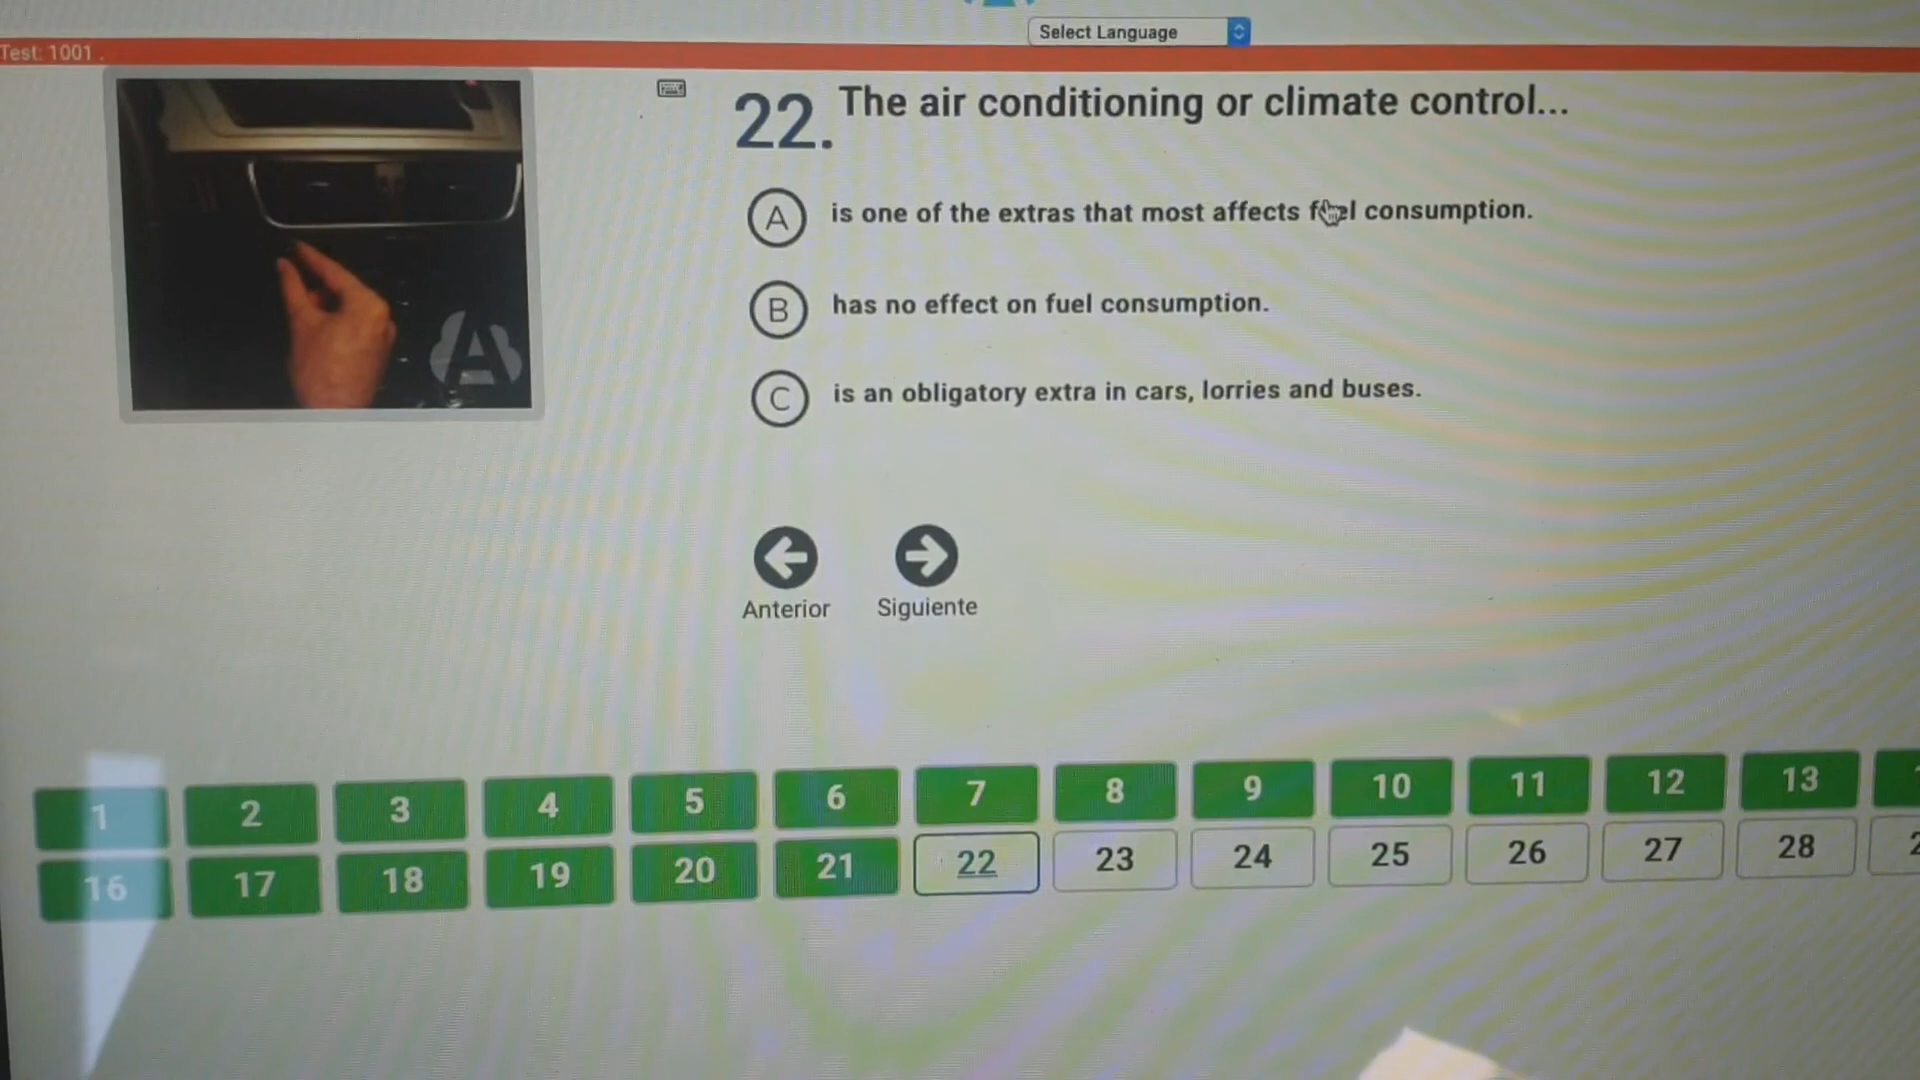 Select Language
Test: 1001 .
22. The air conditioning or climate control...
A is one of the extras that most affects fuel consumption.
B has no effect on fuel consumption.
C is an obligatory extra in cars, lorries and buses.
Anterior Siguiente
1 2 3 4 5 6 7 8 9 10 11 12 13
16 17 18 19 20 21 22 23 24 25 26 27 28